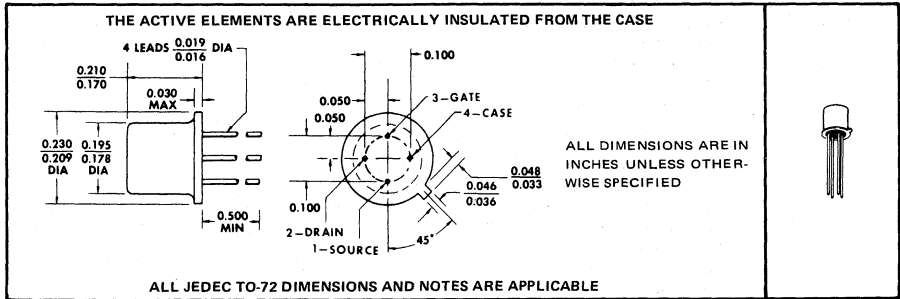 THE ACTIVE ELEMENTS ARE ELECTRICALLY INSULATED FROM THE CASE
4 LEADS 0.019
0.016 DIA
0.100
0.210
0.170
0.030
MAX
0.050
0.050
3–GATE
4–CASE
0.230
0.209
DIA
0.195
0.178
DIA
ALL DIMENSIONS ARE IN
INCHES UNLESS OTHER-
WISE SPECIFIED
0.048
0.033
0.046
0.036
0.100
0.500
MIN
2–DRAIN
1–SOURCE
45°
ALL JEDEC TO-72 DIMENSIONS AND NOTES ARE APPLICABLE